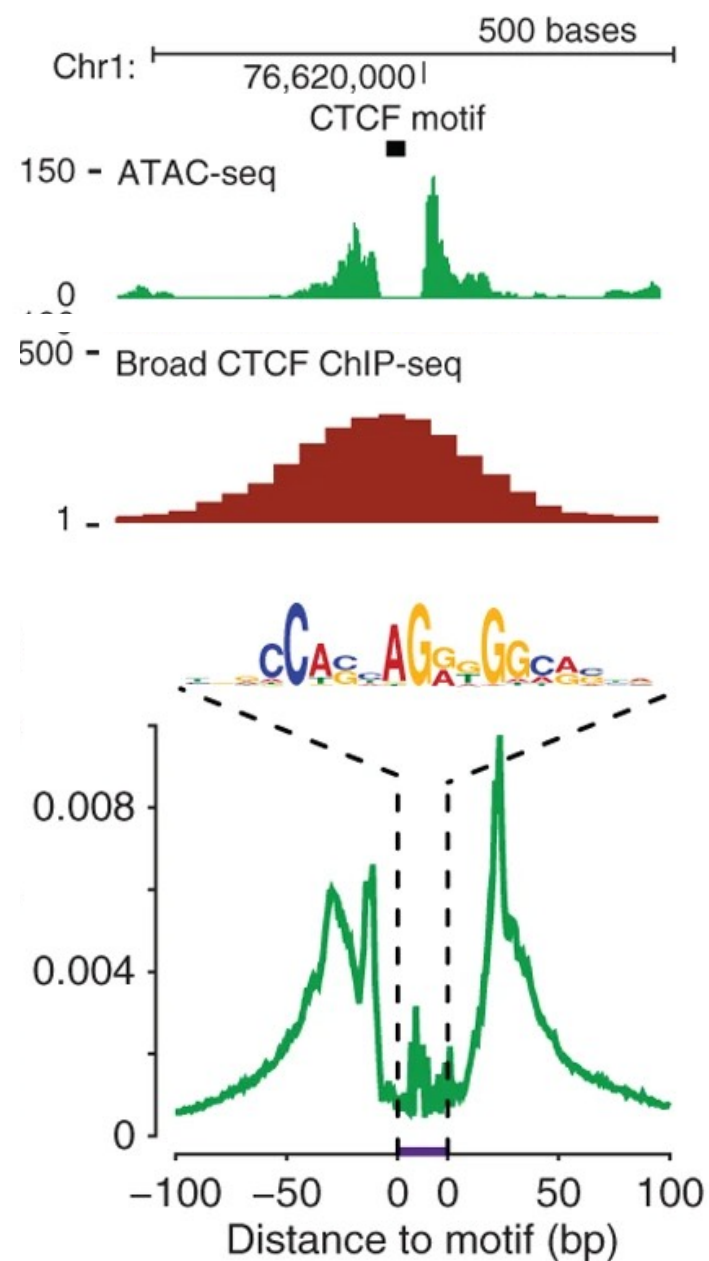 500 bases
Chr1:
76,620,000
CTCF motif
150
ATAC-seq
0
500
Broad CTCF ChIP-seq
1
CCAC AGGGGGCAC
0.008
0.004
0
−100 −50 0 0 50 100
Distance to motif (bp)